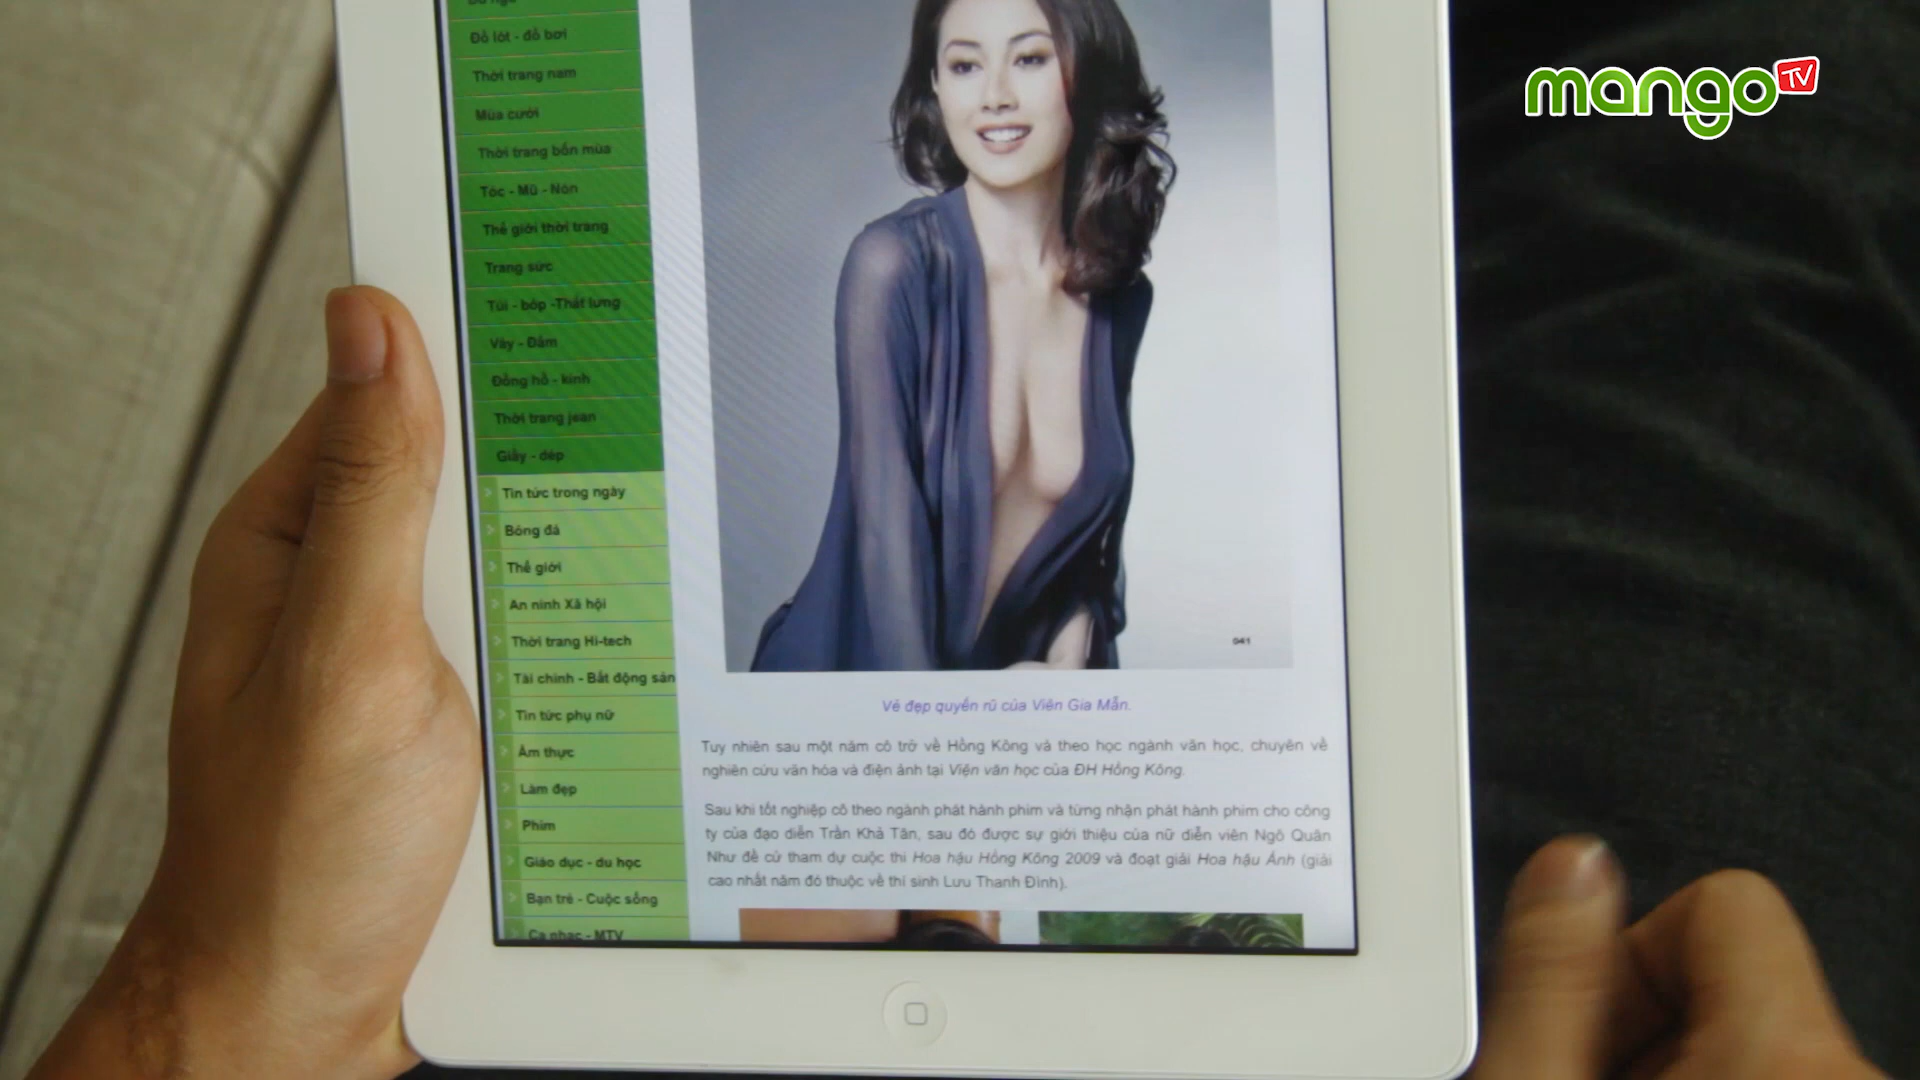 mango TV
Đồ lót - đồ bơi
Thời trang nam
Mùa cưới
Thời trang bốn mùa
Tóc - Mũ - Nón
Thế giới thời trang
Trang sức
Túi - bóp -Thắt lưng
Váy - Đầm
Đồng hồ - kính
Thời trang jean
Giầy - dép
Tin tức trong ngày
Bóng đá
Thế giới
An ninh Xã hội
Thời trang Hi-tech
Tài chính - Bất động sản
Tin tức phụ nữ
Ẩm thực
Làm đẹp
Phim
Giáo dục - du học
Bạn trẻ - Cuộc sống
Ca nhạc - MTV
041
Vẻ đẹp quyến rũ của Viên Gia Mẫn.
Tuy nhiên sau một năm cô trở về Hồng Kông và theo học ngành văn học, chuyên về
nghiên cứu văn hóa và điện ảnh tại Viện văn học của ĐH Hồng Kông.
Sau khi tốt nghiệp cô theo ngành phát hành phim và từng nhận phát hành phim cho công
ty của đạo diễn Trần Khả Tân, sau đó được sự giới thiệu của nữ diễn viên Ngô Quân
Như đề cử tham dự cuộc thi Hoa hậu Hồng Kông 2009 và đoạt giải Hoa hậu Ảnh (giải
cao nhất năm đó thuộc về thí sinh Lưu Thanh Đình).